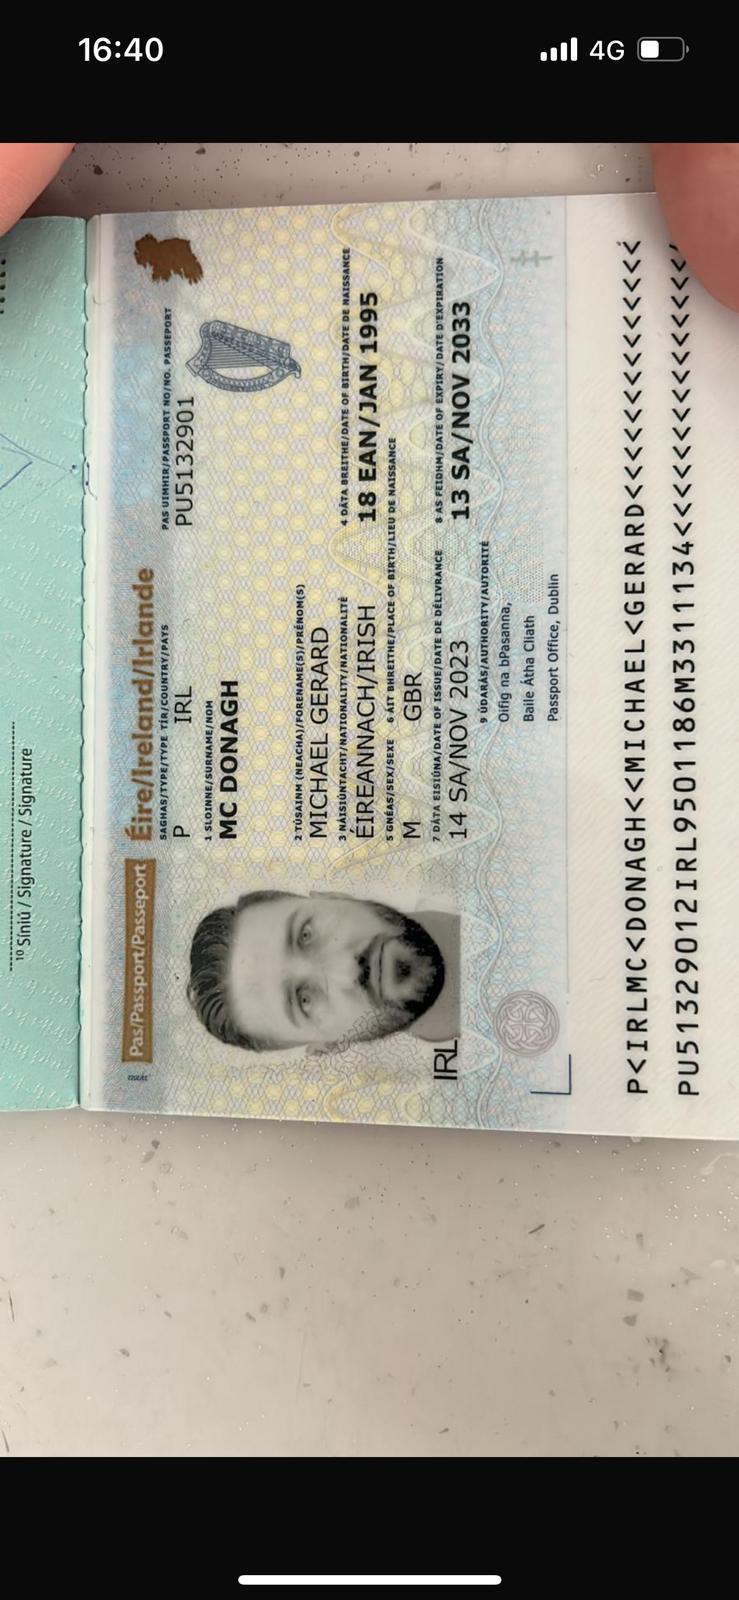 10 Síniú / Signature / Signature
Pas/Passport/Passeport
Éire/Ireland/Irlande
SAGHAS/TYPE/TYPE TÍR/COUNTRY/PAYS
PAS UIMHIR/PASSPORT NO/NO. PASSEPORT
P IRL PU5132901
1 SLOINNE/SURNAME/NOM
MC DONAGH
2 TÚSAINM (NEACHA)/FORENAME(S)/PRÉNOM(S)
MICHAEL GERARD
3 NÁISIÚNTACHT/NATIONALITY/NATIONALITÉ
4 DÁTA BREITHE/DATE OF BIRTH/DATE DE NAISSANCE
ÉIREANNACH/IRISH 18 EAN/JAN 1995
5 GNÉAS/SEX/SEXE 6 ÁIT BHREITHE/PLACE OF BIRTH/LIEU DE NAISSANCE
M GBR
7 DÁTA EISIÚNA/DATE OF ISSUE/DATE DE DÉLIVRANCE
8 AS FEIDHM/DATE OF EXPIRY/DATE D'EXPIRATION
14 SA/NOV 2023 13 SA/NOV 2033
IRL
9 ÚDARÁS/AUTHORITY/AUTORITÉ
Oifig na bPasanna,
Baile Átha Cliath
Passport Office, Dublin
P<IRLMC<DONAGH<<MICHAEL<GERARD<<<<<<<<<<<<<<
PU51329012IRL9501186M3311134<<<<<<<<<<<<<<<
16:40
4G